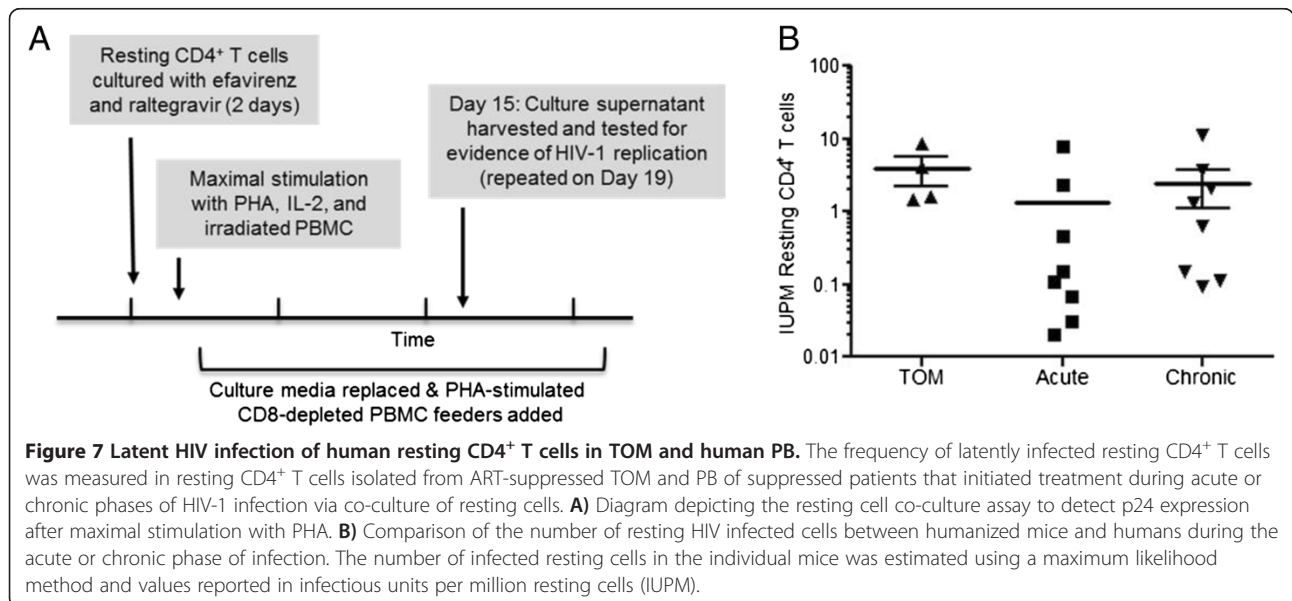 A
Resting CD4+ T cells
cultured with efavirenz
and raltegravir (2 days)
Maximal stimulation
with PHA, IL-2, and
irradiated PBMC
Day 15: Culture supernatant
harvested and tested for
evidence of HIV-1 replication
(repeated on Day 19)
Time
Culture media replaced & PHA-stimulated
CD8-depleted PBMC feeders added
B
IUPM Resting CD4+ T cells
100
10
1
0.1
0.01
TOM
Acute
Chronic
Figure 7 Latent HIV infection of human resting CD4+ T cells in TOM and human PB. The frequency of latently infected resting CD4+ T cells
was measured in resting CD4+ T cells isolated from ART-suppressed TOM and PB of suppressed patients that initiated treatment during acute or
chronic phases of HIV-1 infection via co-culture of resting cells. A) Diagram depicting the resting cell co-culture assay to detect p24 expression
after maximal stimulation with PHA. B) Comparison of the number of resting HIV infected cells between humanized mice and humans during the
acute or chronic phase of infection. The number of infected resting cells in the individual mice was estimated using a maximum likelihood
method and values reported in infectious units per million resting cells (IUPM).